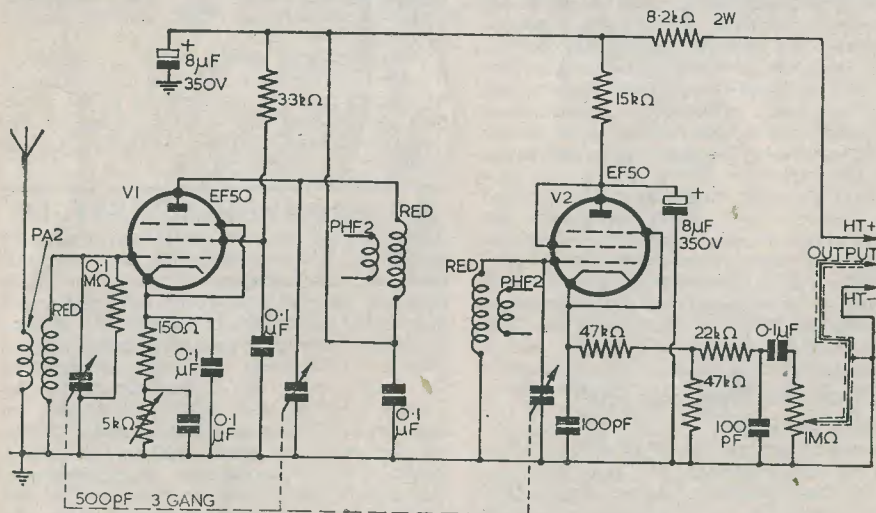 8·2kΩ 2W
+
8μF
350V
33kΩ
15kΩ
V1
EF50
EF50
V2
+
8μF
350V
HT+
OUTPUT
HT-
PA2
0·1
MΩ
RED
PHF2
RED
RED
PHF2
150Ω
0·1
μF
0·1
μF
5kΩ
0·1
μF
0·1
μF
47kΩ
22kΩ
0·1μF
47kΩ
100pF
100
pF
1MΩ
500pF 3 GANG